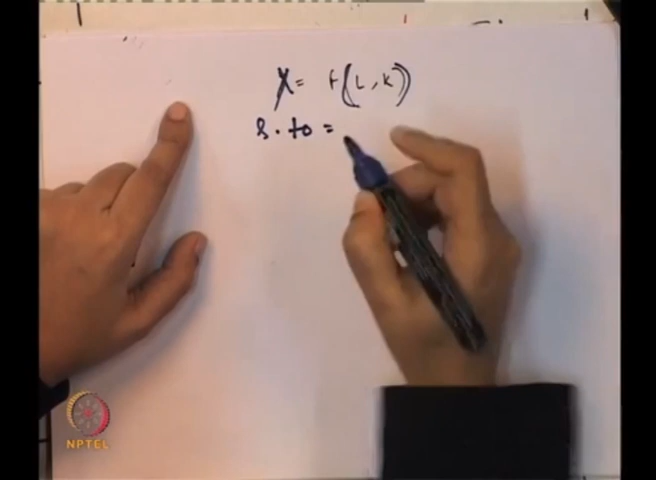 X = f(L, K)
s. to =
NPTEL